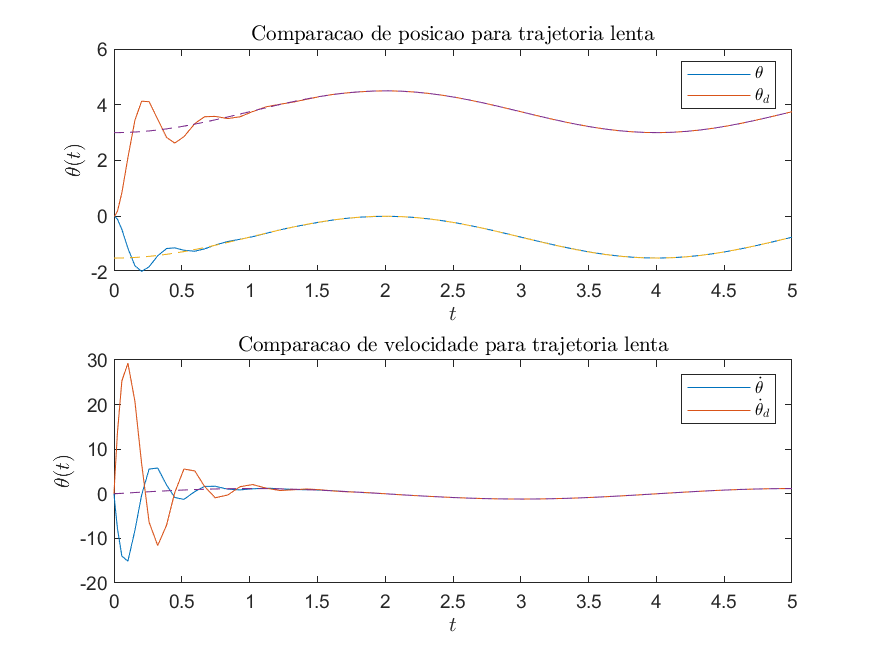 Comparacao de posicao para trajetoria lenta
6
4
2
0
-2
θ(t)
θ
θ_d
0 0.5 1 1.5 2 2.5 3 3.5 4 4.5 5
t
Comparacao de velocidade para trajetoria lenta
30
20
10
0
-10
-20
θ̇(t)
θ̇
θ̇_d
0 0.5 1 1.5 2 2.5 3 3.5 4 4.5 5
t